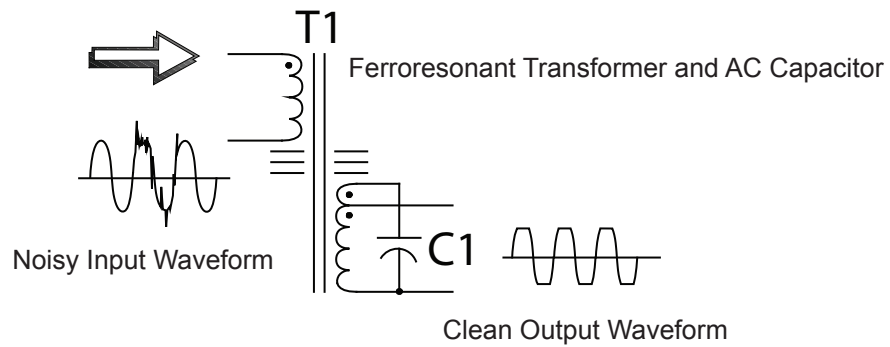 T1
Ferroresonant Transformer and AC Capacitor
C1
Noisy Input Waveform
Clean Output Waveform